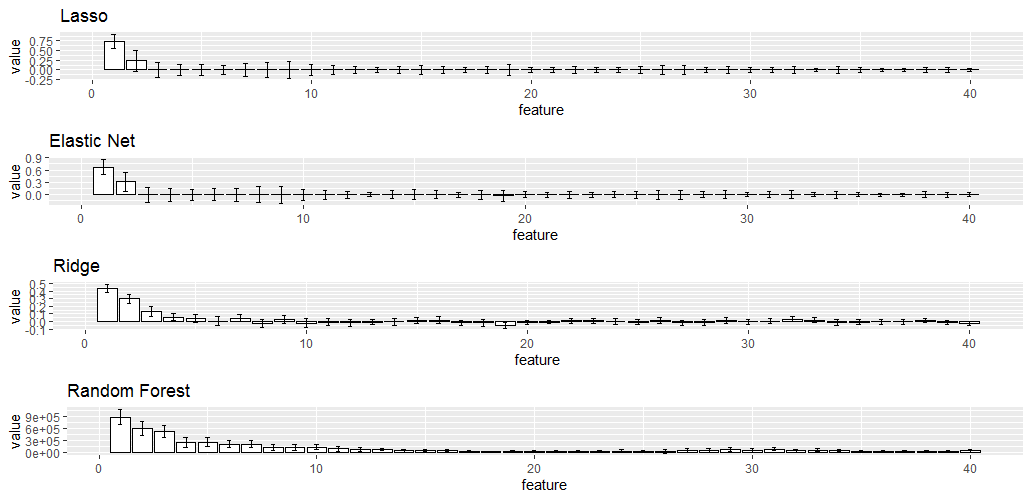 Lasso
value
0.75
0.50
0.25
0.00
-0.25
0 10 20 30 40
feature
Elastic Net
value
0.9
0.6
0.3
0.0
0 10 20 30 40
feature
Ridge
value
0.5
0.4
0.3
0.2
0.1
0.0
-0.1
0 10 20 30 40
feature
Random Forest
value
9e+05
6e+05
3e+05
0e+00
0 10 20 30 40
feature